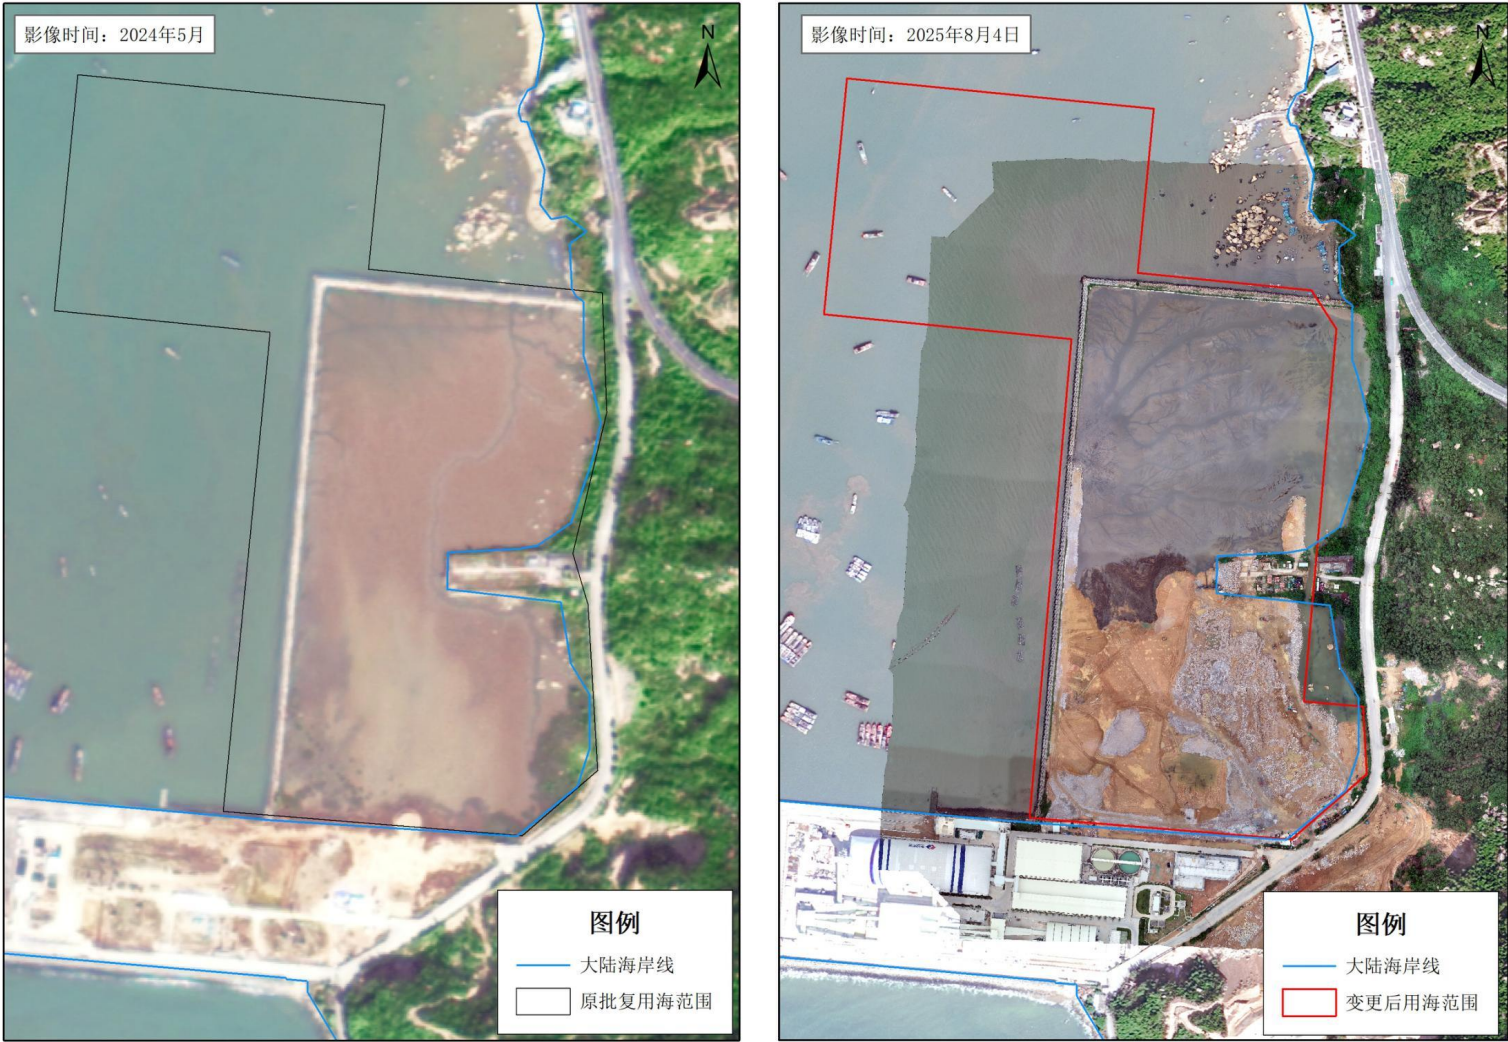 影像时间：2024年5月
N
图例
大陆海岸线
原批复用海范围
影像时间：2025年8月4日
N
图例
大陆海岸线
变更后用海范围